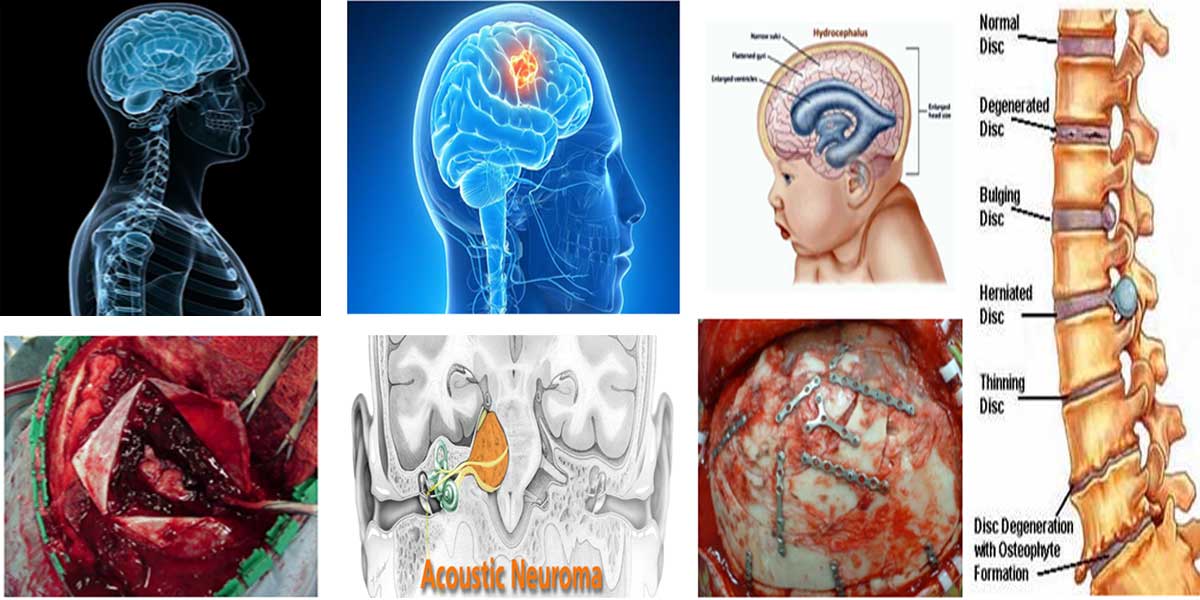 Hydrocephalus
Narrow sulci
Flattened gyri
Enlarged ventricles
Enlarged
head size
Normal
Disc
Degenerated
Disc
Bulging
Disc
Herniated
Disc
Thinning
Disc
Disc Degeneration
with Osteophyte
Formation
Acoustic Neuroma